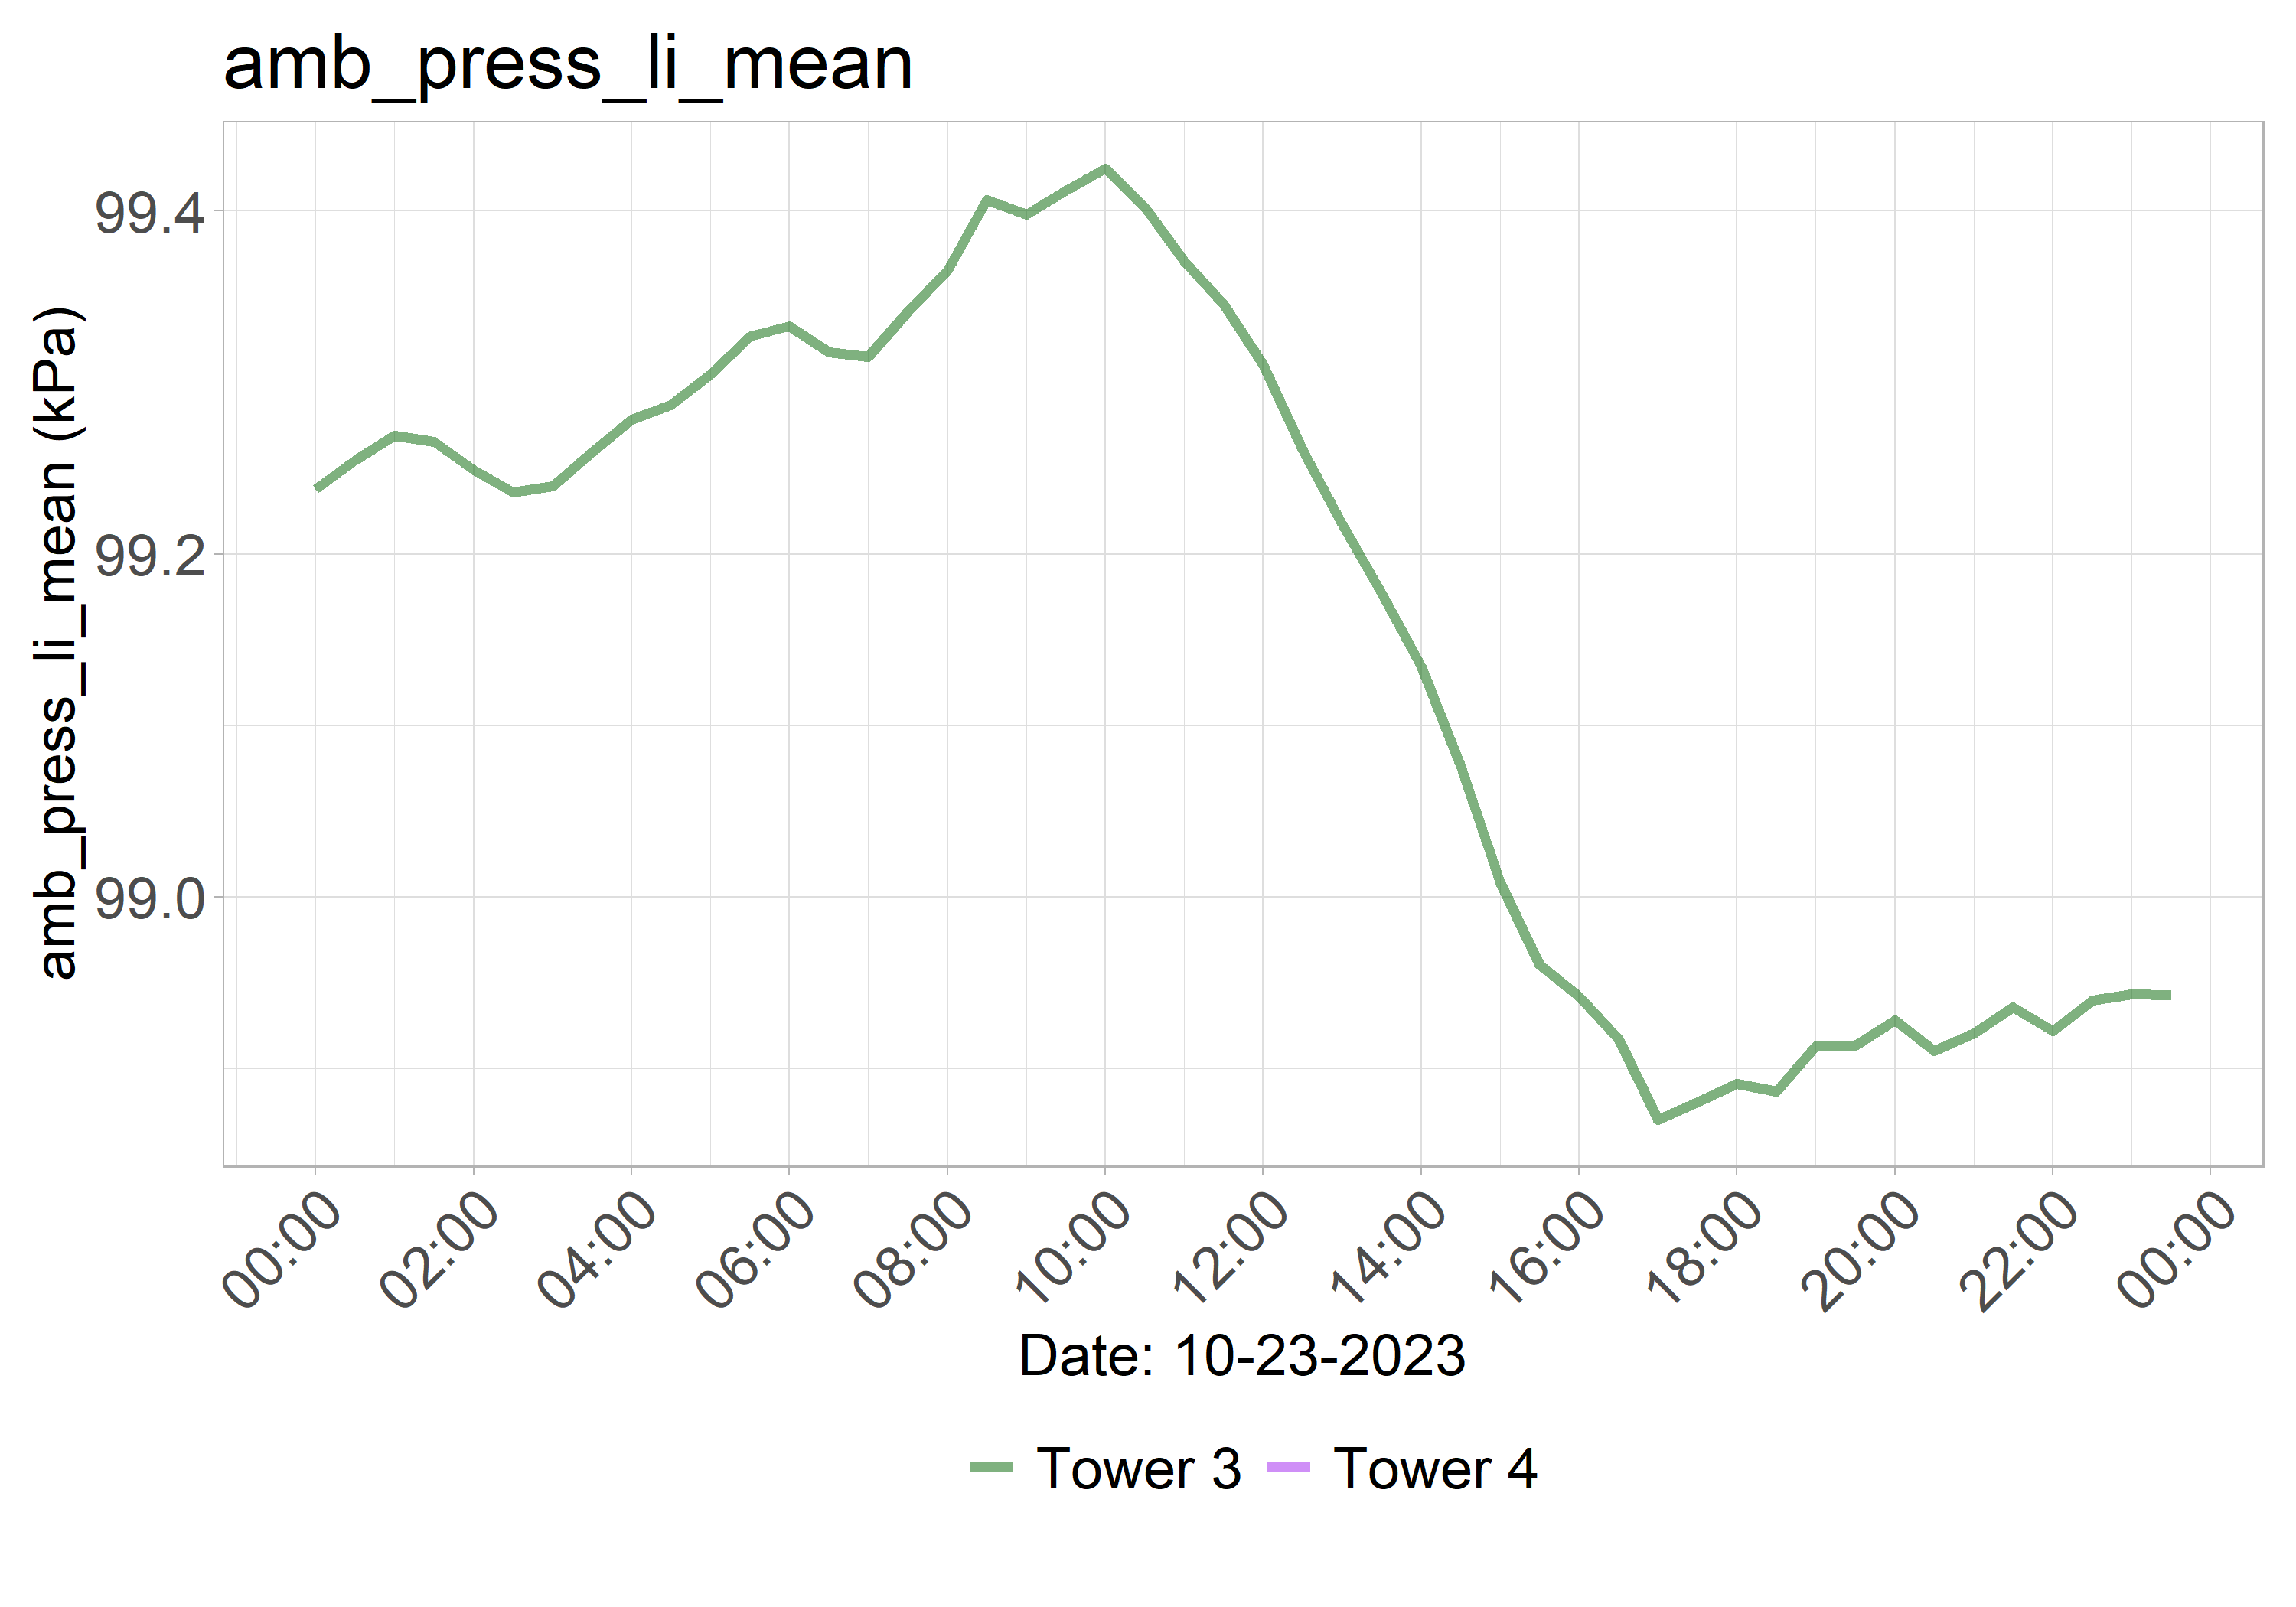 amb_press_li_mean
amb_press_li_mean (kPa)
99.4
99.2
99.0
00:00 02:00 04:00 06:00 08:00 10:00 12:00 14:00 16:00 18:00 20:00 22:00 00:00
Date: 10-23-2023
Tower 3 Tower 4